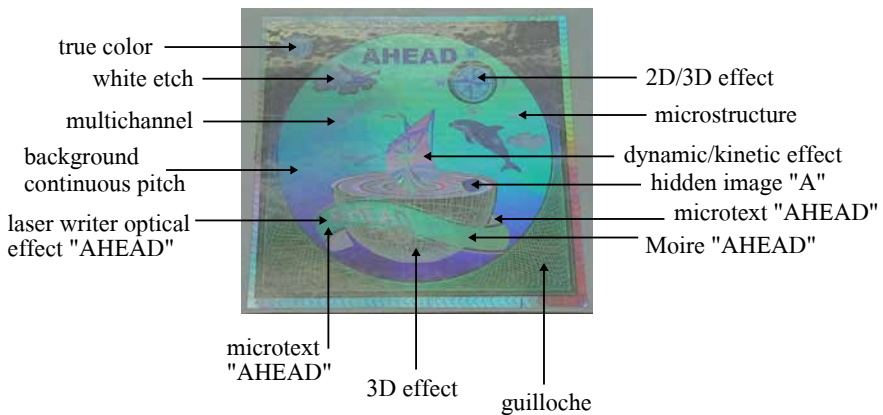 true color
white etch
multichannel
background
continuous pitch
laser writer optical
effect "AHEAD"
microtext
"AHEAD"
3D effect
guilloche
AHEAD
2D/3D effect
microstructure
dynamic/kinetic effect
hidden image "A"
microtext "AHEAD"
Moire "AHEAD"